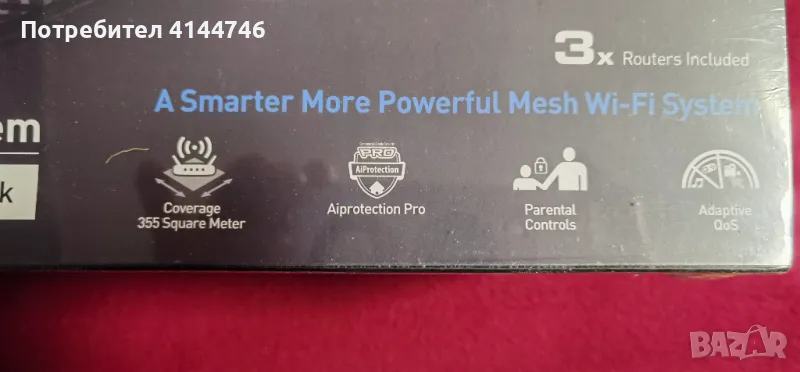 Потребител 4144746
3x Routers Included
A Smarter More Powerful Mesh Wi-Fi System
em
k
PRO
AiProtection
Coverage
355 Square Meter
Aiprotection Pro
Parental
Controls
Adaptive
QoS
BAZAR